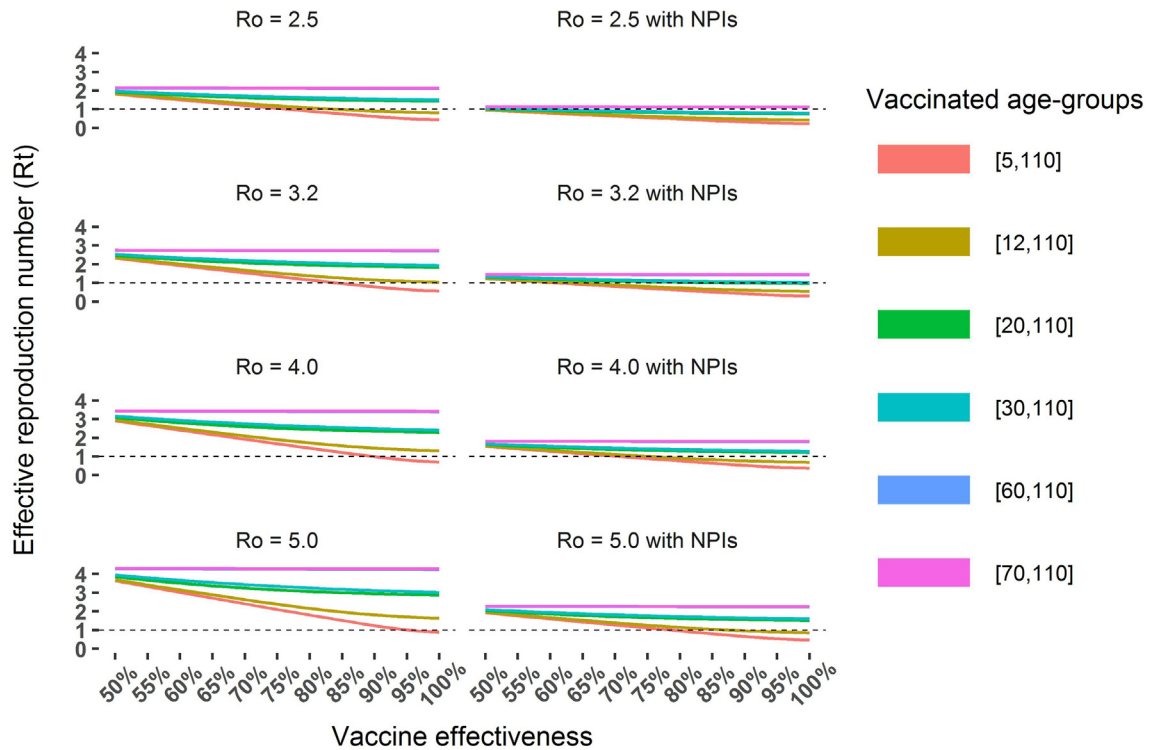 Ro = 2.5
Ro = 2.5 with NPIs
4
3
2
1
0
Ro = 3.2
Ro = 3.2 with NPIs
4
3
2
1
0
Ro = 4.0
Ro = 4.0 with NPIs
4
3
2
1
0
Ro = 5.0
Ro = 5.0 with NPIs
4
3
2
1
0
Effective reproduction number (Rt)
50% 55% 60% 65% 70% 75% 80% 85% 90% 95% 100%
50% 55% 60% 65% 70% 75% 80% 85% 90% 95% 100%
Vaccine effectiveness
Vaccinated age-groups
[5,110]
[12,110]
[20,110]
[30,110]
[60,110]
[70,110]